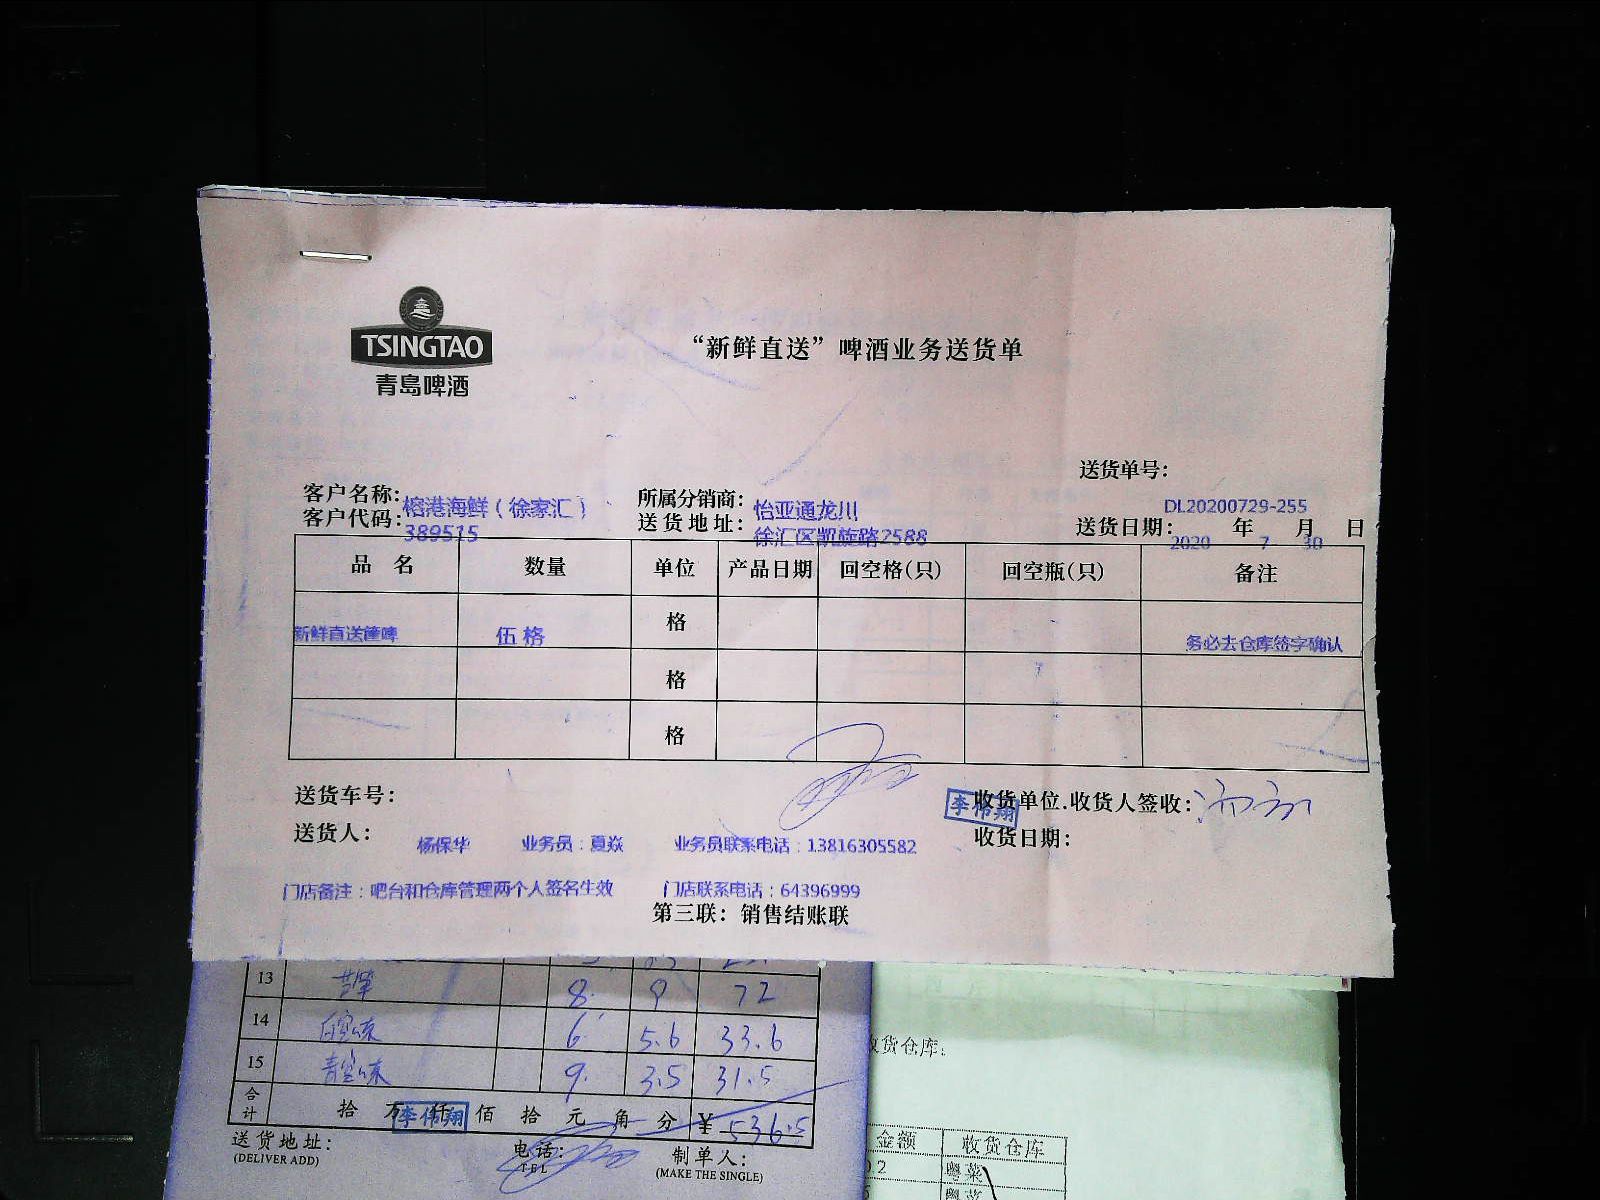 TSINGTAO
青島啤酒
“新鲜直送”啤酒业务送货单
送货单号：
DL20200729-255
客户名称：榕港海鲜（徐家汇）
所属分销商：怡亚通龙川
客户代码：389515
送货地址：徐汇区凯旋路2588
送货日期：2020年7月30日
品名 数量 单位 产品日期 回空格(只) 回空瓶(只) 备注
新鲜直送篷啤 伍格 格 务必去仓库签字确认
格
格
送货车号：
李伟翔
收货单位.收货人签收：
送货人：杨保华 业务员：夏焱 业务员联系电话：13816305582
收货日期：
门店备注：吧台和仓库管理两个人签名生效 门店联系电话：64396999
第三联：销售结账联
13 8. 9 72
14 6. 5.6 33.6
15 9. 3.5 31.5
合计 拾万仟佰拾元角分 ¥536.5
李伟翔
送货地址：
(DELIVER ADD)
电话：
TEL
制单人：
(MAKE THE SINGLE)
收货仓库：
金额 收货仓库
粤菜
粤菜